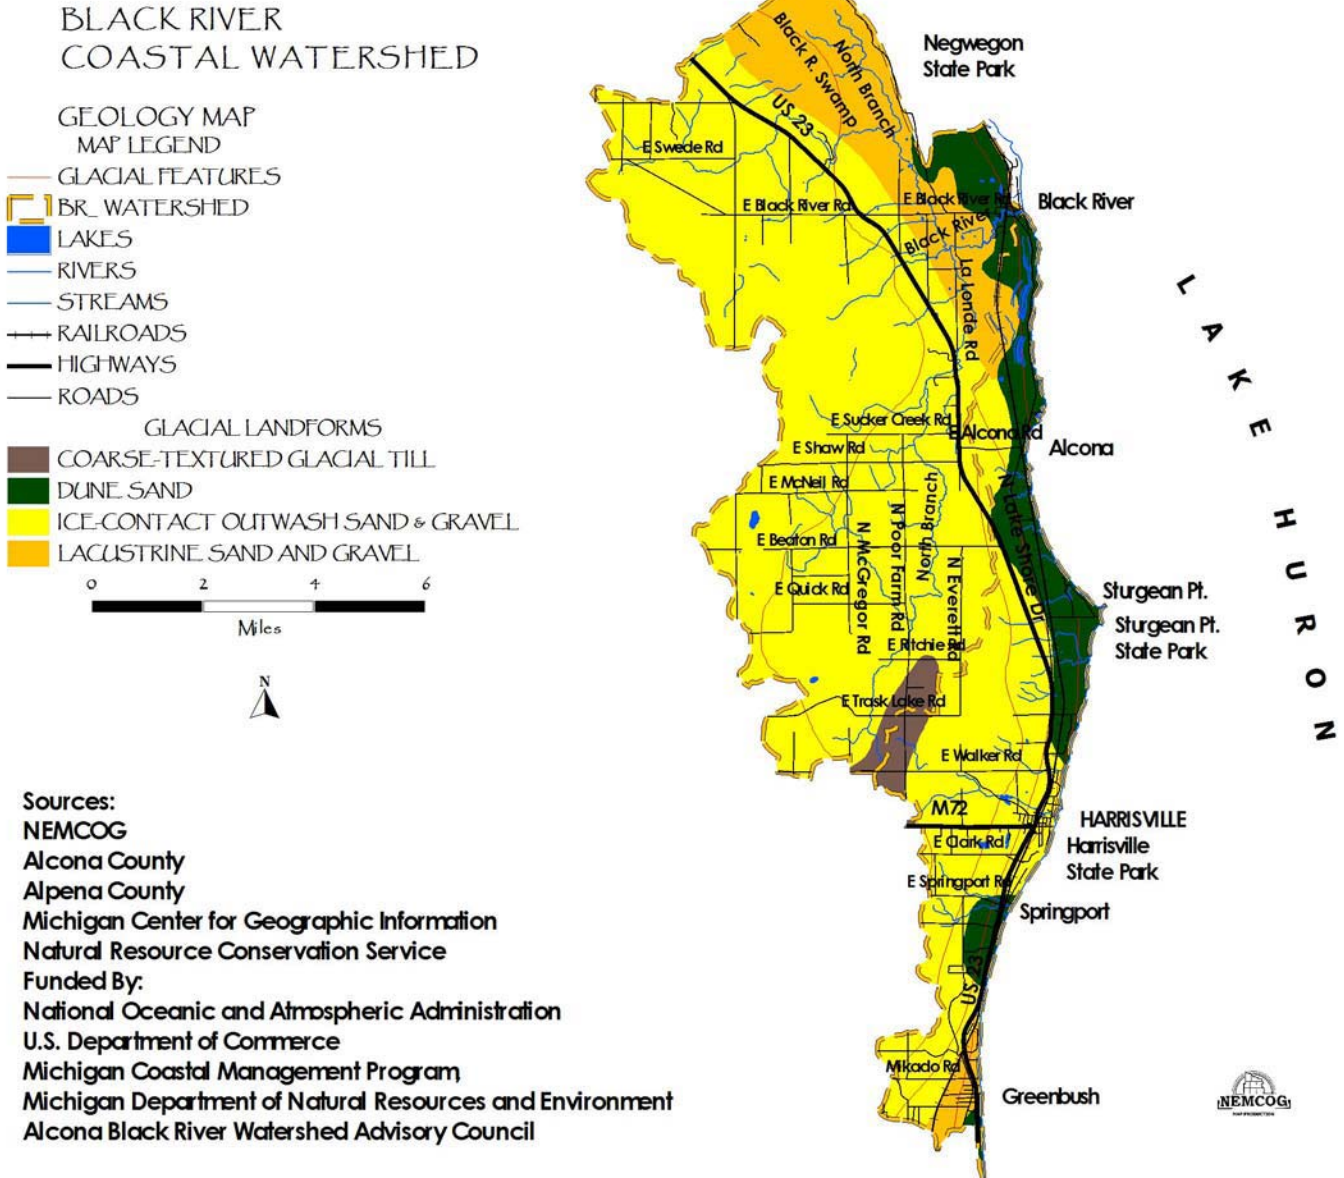 BLACK RIVER
COASTAL WATERSHED
GEOLOGY MAP
MAP LEGEND
GLACIAL FEATURES
BR_ WATERSHED
LAKES
RIVERS
STREAMS
RAILROADS
HIGHWAYS
ROADS
GLACIAL LANDFORMS
COARSE-TEXTURED GLACIAL TILL
DUNE SAND
ICE-CONTACT OUTWASH SAND & GRAVEL
LACUSTRINE SAND AND GRAVEL
0 2 4 6
Miles
N
Sources:
NEMCOG
Alcona County
Alpena County
Michigan Center for Geographic Information
Natural Resource Conservation Service
Funded By:
National Oceanic and Atmospheric Administration
U.S. Department of Commerce
Michigan Coastal Management Program,
Michigan Department of Natural Resources and Environment
Alcona Black River Watershed Advisory Council
Black R. Swamp
North Branch
Negwegon
State Park
US 23
E Swede Rd
E Black River Rd
E Black River Rd
Black River
Black River
La Londe Rd
LAKE HURON
E Sucker Creek Rd
E Alcona Rd
Alcona
E Shaw Rd
E McNeil Rd
N Lake Shore Dr
North Branch
N Poor Farm Rd
N McGregor Rd
E Beaton Rd
N Everett Rd
E Quick Rd
Sturgean Pt.
Sturgean Pt.
State Park
E Ritchie Rd
E Trask Lake Rd
E Walker Rd
M72
HARRISVILLE
Harrisville
State Park
E Clark Rd
E Springport Rd
Springport
US 23
Mikado Rd
Greenbush
NEMCOG